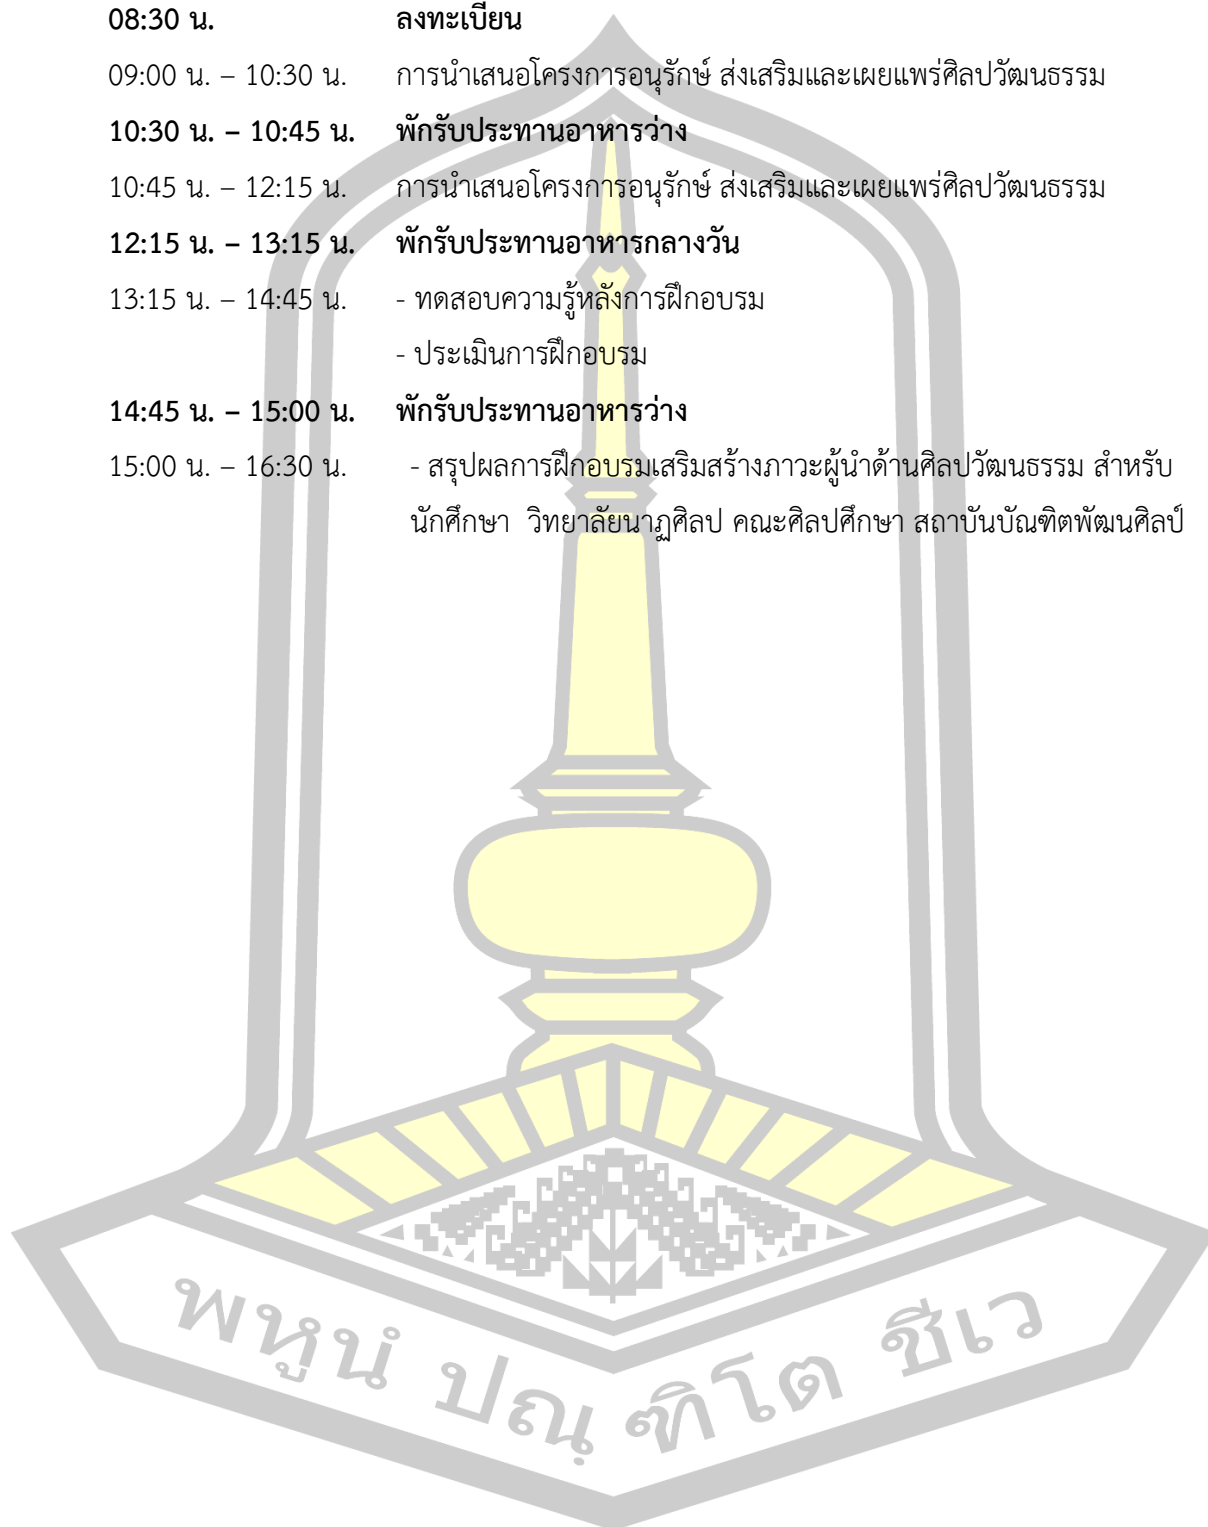 08:30 น. ลงทะเบียน
09:00 น. – 10:30 น. การนำเสนอโครงการอนุรักษ์ ส่งเสริมและเผยแพร่ศิลปวัฒนธรรม
10:30 น. – 10:45 น. พักรับประทานอาหารว่าง
10:45 น. – 12:15 น. การนำเสนอโครงการอนุรักษ์ ส่งเสริมและเผยแพร่ศิลปวัฒนธรรม
12:15 น. – 13:15 น. พักรับประทานอาหารกลางวัน
13:15 น. – 14:45 น. - ทดสอบความรู้หลังการฝึกอบรม
- ประเมินการฝึกอบรม
14:45 น. – 15:00 น. พักรับประทานอาหารว่าง
15:00 น. – 16:30 น. - สรุปผลการฝึกอบรมเสริมสร้างภาวะผู้นำด้านศิลปวัฒนธรรม สำหรับ
นักศึกษา วิทยาลัยนาฏศิลป คณะศิลปศึกษา สถาบันบัณฑิตพัฒนศิลป์
พหูนํ ปณฺ ฑิโต ชีเว